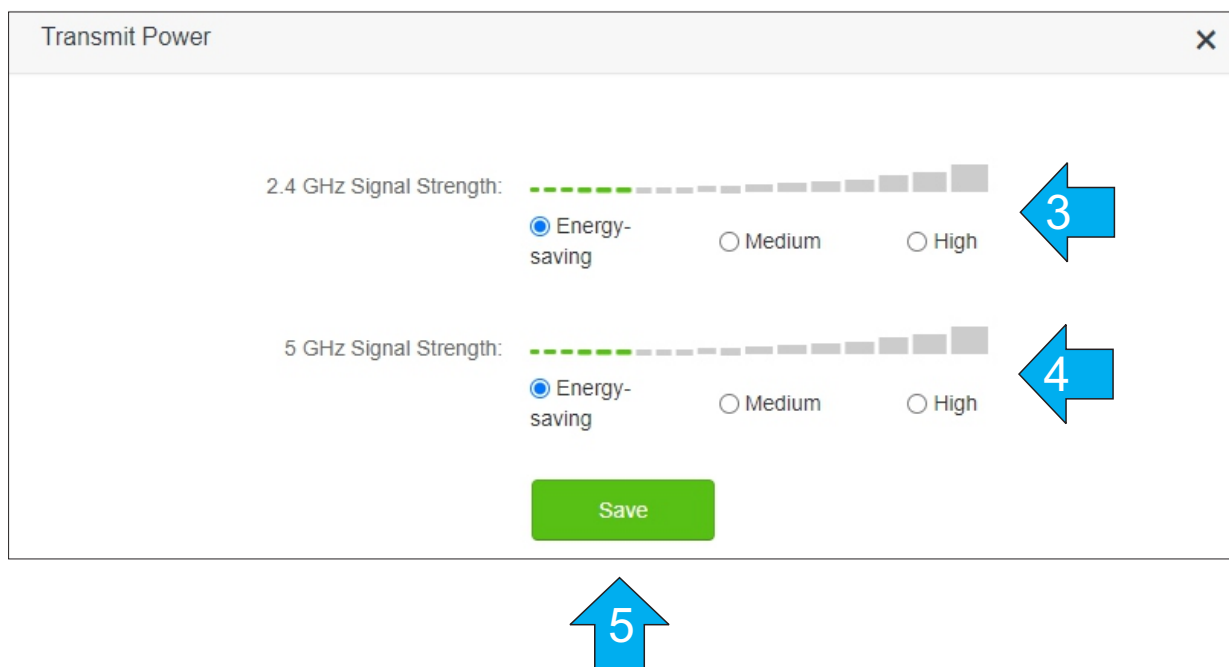 Transmit Power
2.4 GHz Signal Strength:
3
Energy-
saving
Medium
High
5 GHz Signal Strength:
4
Energy-
saving
Medium
High
Save
5